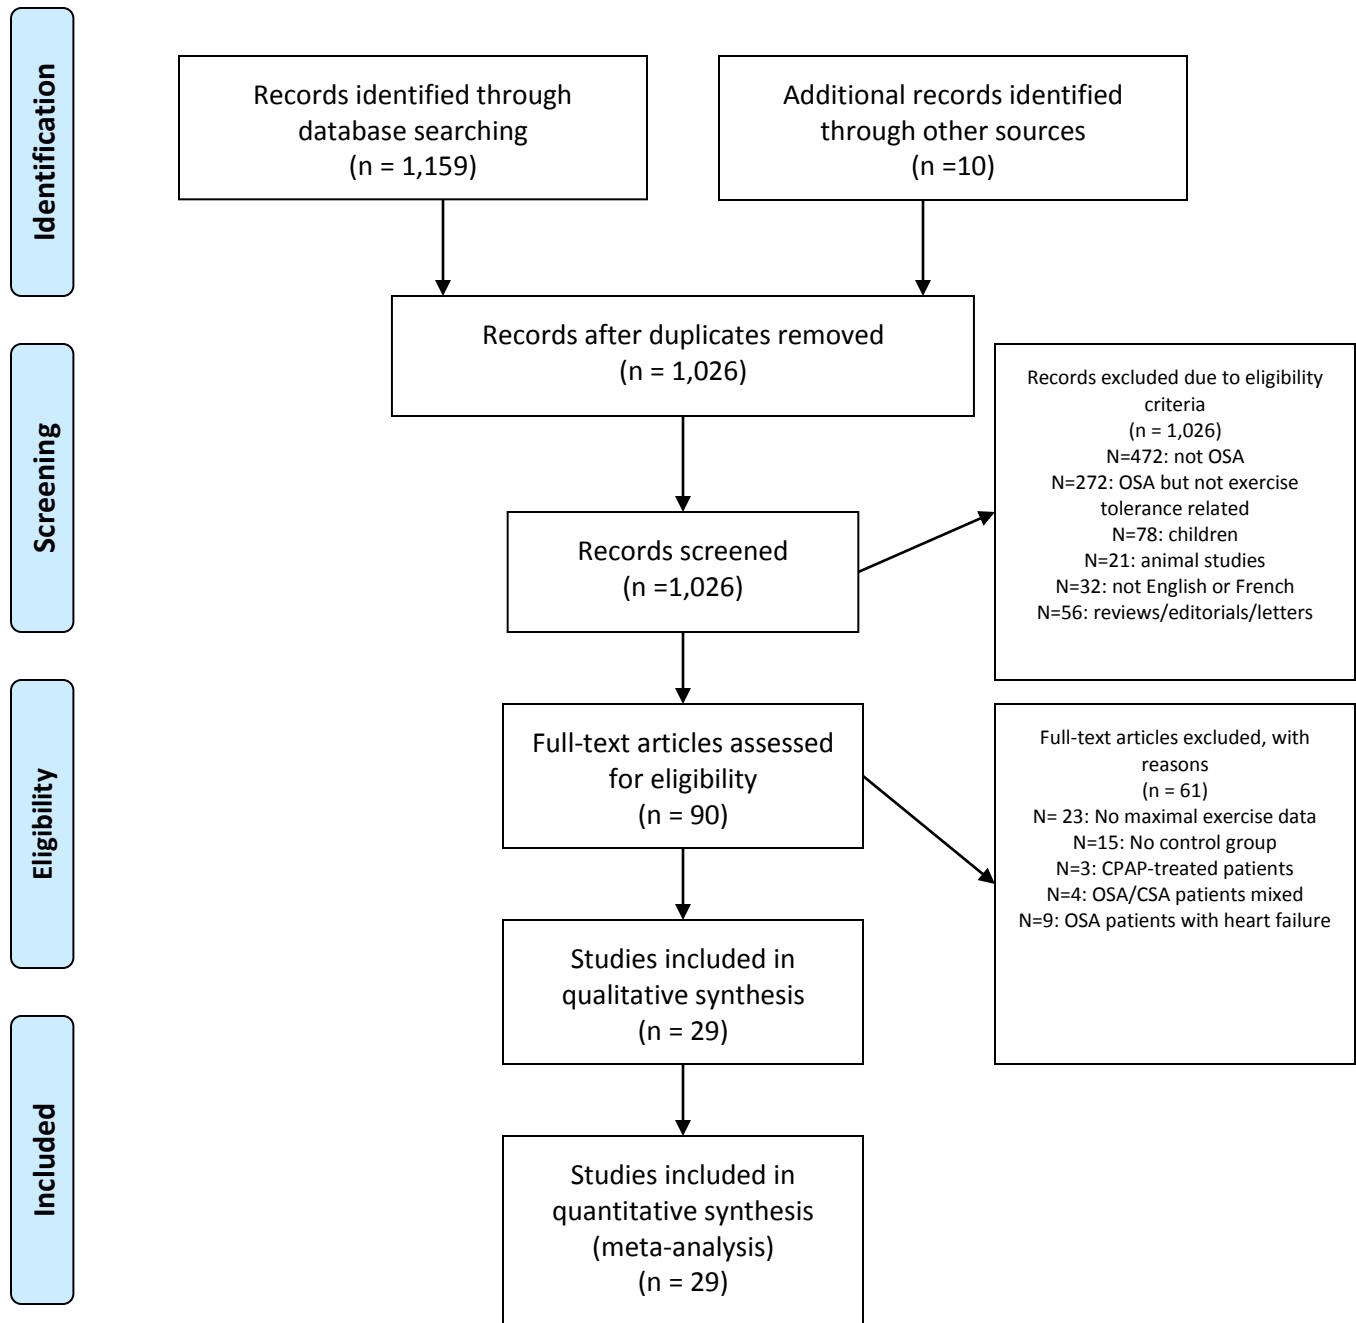 Identification
Records identified through
database searching
(n = 1,159)
Additional records identified
through other sources
(n =10)
Records after duplicates removed
(n = 1,026)
Screening
Records screened
(n =1,026)
Records excluded due to eligibility
criteria
(n = 1,026)
N=472: not OSA
N=272: OSA but not exercise
tolerance related
N=78: children
N=21: animal studies
N=32: not English or French
N=56: reviews/editorials/letters
Eligibility
Full-text articles assessed
for eligibility
(n = 90)
Full-text articles excluded, with
reasons
(n = 61)
N= 23: No maximal exercise data
N=15: No control group
N=3: CPAP-treated patients
N=4: OSA/CSA patients mixed
N=9: OSA patients with heart failure
Studies included in
qualitative synthesis
(n = 29)
Included
Studies included in
quantitative synthesis
(meta-analysis)
(n = 29)